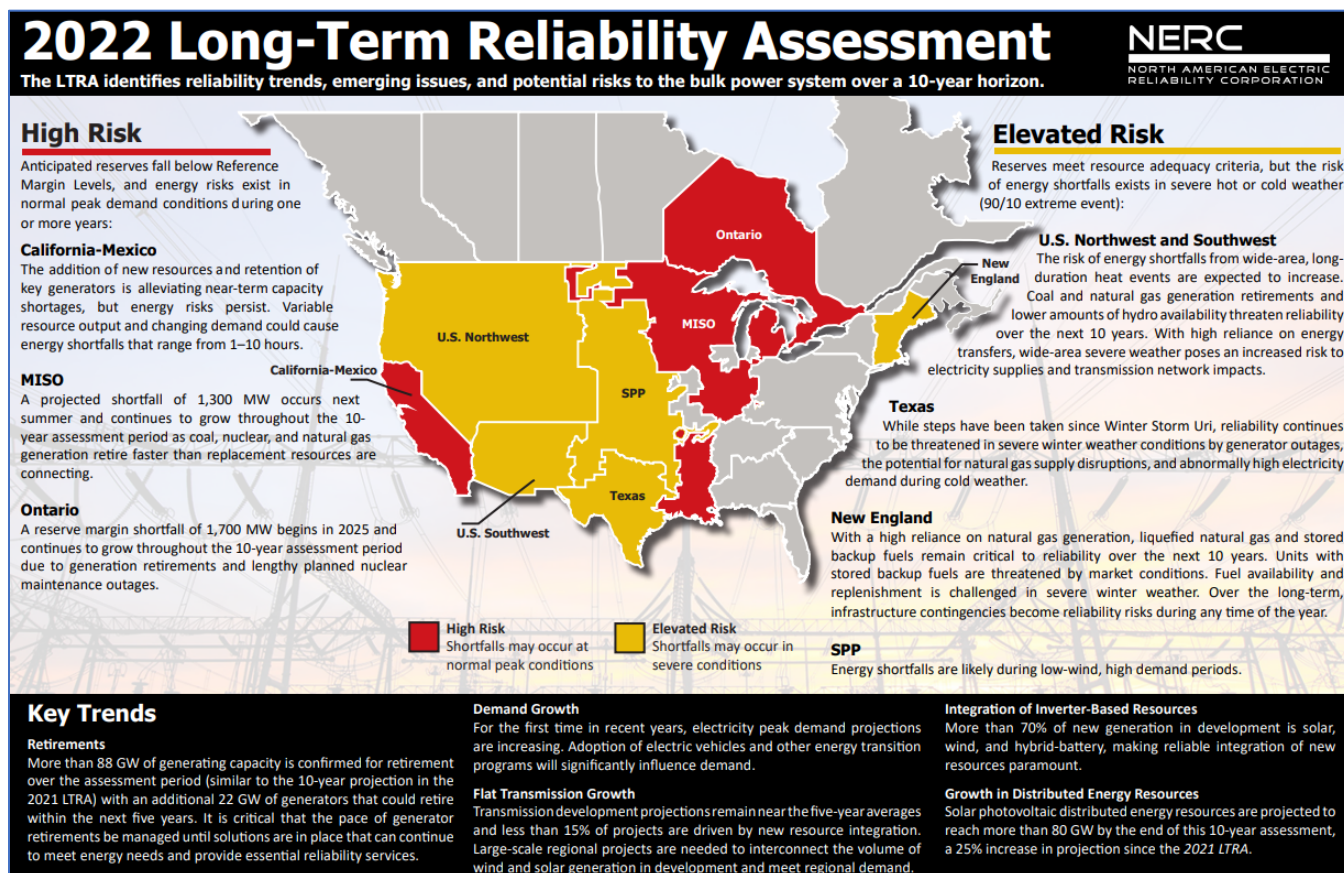 2022 Long-Term Reliability Assessment
The LTRA identifies reliability trends, emerging issues, and potential risks to the bulk power system over a 10-year horizon.
NERC
NORTH AMERICAN ELECTRIC
RELIABILITY CORPORATION
High Risk
Anticipated reserves fall below Reference
Margin Levels, and energy risks exist in
normal peak demand conditions during one
or more years:
California-Mexico
The addition of new resources and retention of
key generators is alleviating near-term capacity
shortages, but energy risks persist. Variable
resource output and changing demand could cause
energy shortfalls that range from 1–10 hours.
MISO
A projected shortfall of 1,300 MW occurs next
summer and continues to grow throughout the 10-
year assessment period as coal, nuclear, and natural gas
generation retire faster than replacement resources are
connecting.
Ontario
A reserve margin shortfall of 1,700 MW begins in 2025 and
continues to grow throughout the 10-year assessment period
due to generation retirements and lengthy planned nuclear
maintenance outages.
Ontario
New
England
MISO
U.S. Northwest
California-Mexico
SPP
Texas
U.S. Southwest
High Risk
Shortfalls may occur at
normal peak conditions
Elevated Risk
Shortfalls may occur in
severe conditions
Elevated Risk
Reserves meet resource adequacy criteria, but the risk
of energy shortfalls exists in severe hot or cold weather
(90/10 extreme event):
U.S. Northwest and Southwest
The risk of energy shortfalls from wide-area, long-
duration heat events are expected to increase.
Coal and natural gas generation retirements and
lower amounts of hydro availability threaten reliability
over the next 10 years. With high reliance on energy
transfers, wide-area severe weather poses an increased risk to
electricity supplies and transmission network impacts.
Texas
While steps have been taken since Winter Storm Uri, reliability continues
to be threatened in severe winter weather conditions by generator outages,
the potential for natural gas supply disruptions, and abnormally high electricity
demand during cold weather.
New England
With a high reliance on natural gas generation, liquefied natural gas and stored
backup fuels remain critical to reliability over the next 10 years. Units with
stored backup fuels are threatened by market conditions. Fuel availability and
replenishment is challenged in severe winter weather. Over the long-term,
infrastructure contingencies become reliability risks during any time of the year.
SPP
Energy shortfalls are likely during low-wind, high demand periods.
Key Trends
Retirements
More than 88 GW of generating capacity is confirmed for retirement
over the assessment period (similar to the 10-year projection in the
2021 LTRA) with an additional 22 GW of generators that could retire
within the next five years. It is critical that the pace of generator
retirements be managed until solutions are in place that can continue
to meet energy needs and provide essential reliability services.
Demand Growth
For the first time in recent years, electricity peak demand projections
are increasing. Adoption of electric vehicles and other energy transition
programs will significantly influence demand.
Flat Transmission Growth
Transmission development projections remain near the five-year averages
and less than 15% of projects are driven by new resource integration.
Large-scale regional projects are needed to interconnect the volume of
wind and solar generation in development and meet regional demand.
Integration of Inverter-Based Resources
More than 70% of new generation in development is solar,
wind, and hybrid-battery, making reliable integration of new
resources paramount.
Growth in Distributed Energy Resources
Solar photovoltaic distributed energy resources are projected to
reach more than 80 GW by the end of this 10-year assessment,
a 25% increase in projection since the 2021 LTRA.